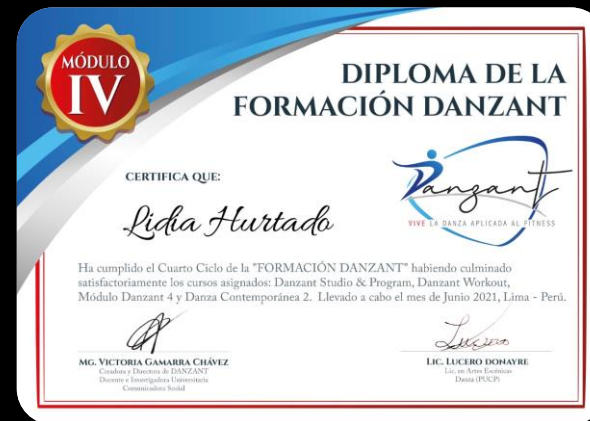 MÓDULO
IV
DIPLOMA DE LA
FORMACIÓN DANZANT
CERTIFICA QUE:
Danzant
VIVE LA DANZA APLICADA AL FITNESS
Lidia Hurtado
Ha cumplido el Cuarto Ciclo de la "FORMACIÓN DANZANT" habiendo culminado
satisfactoriamente los cursos asignados: Danzant Studio & Program, Danzant Workout,
Módulo Danzant 4 y Danza Contemporánea 2. Llevado a cabo el mes de Junio 2021, Lima - Perú.
MG. VICTORIA GAMARRA CHÁVEZ
Creadora y Directora de DANZANT
Docente e Investigadora Universitaria
Comunicadora Social
LIC. LUCERO DONAYRE
Lic. en Artes Escénicas
Danza (PUCP)